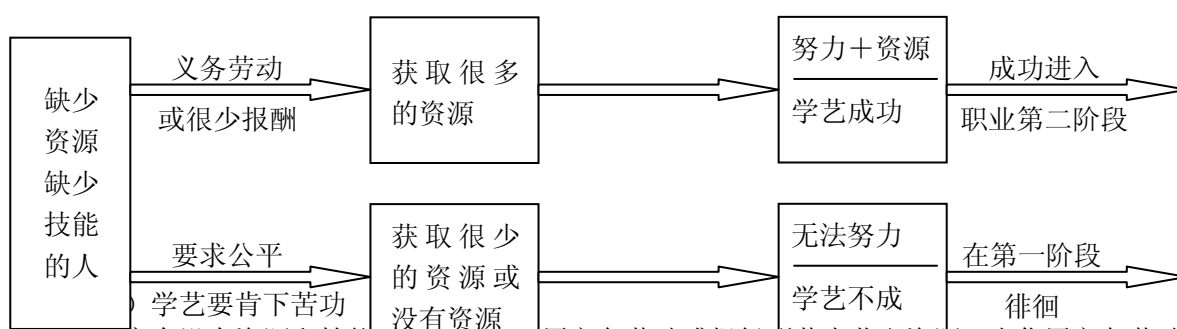 缺少
资源
缺少
技能
的人
义务劳动
或很少报酬
获取很多
的资源
努力＋资源
学艺成功
成功进入
职业第二阶段
要求公平
获取很少
的资源或
没有资源
无法努力
学艺不成
在第一阶段
徘徊
）学艺要肯下苦功